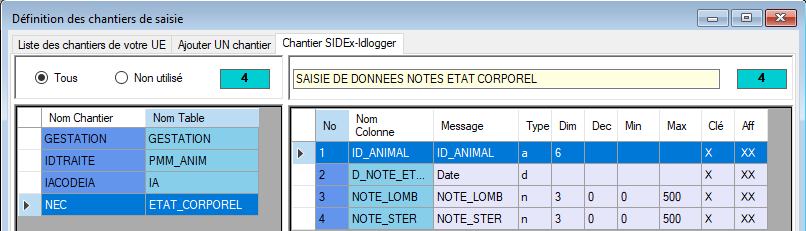 Définition des chantiers de saisie
Liste des chantiers de votre UE Ajouter UN chantier Chantier SIDEx-Idlogger
Tous Non utilisé 4 SAISIE DE DONNEES NOTES ETAT CORPOREL 4
Nom Chantier Nom Table
GESTATION GESTATION
IDTRAITE PMM_ANIM
IACODEIA IA
NEC ETAT_CORPOREL
No Nom Colonne Message Type Dim Dec Min Max Clé Aff
1 ID_ANIMAL ID_ANIMAL a 6 X XX
2 D_NOTE_ET... Date d X XX
3 NOTE_LOMB NOTE_LOMB n 3 0 0 500 X XX
4 NOTE_STER NOTE_STER n 3 0 0 500 X XX